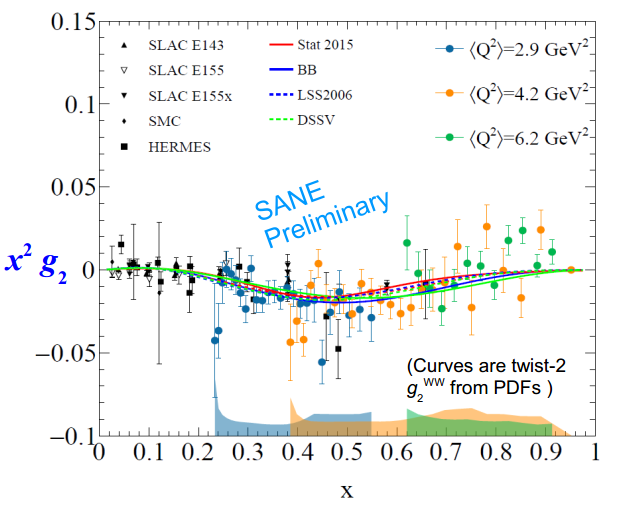 0.15
0.1
0.05
0
−0.05
−0.1
x² g₂
SLAC E143
SLAC E155
SLAC E155x
SMC
HERMES
Stat 2015
BB
LSS2006
DSSV
⟨Q²⟩=2.9 GeV²
⟨Q²⟩=4.2 GeV²
⟨Q²⟩=6.2 GeV²
SANE
Preliminary
(Curves are twist-2
g₂ᵂᵂ from PDFs )
0 0.1 0.2 0.3 0.4 0.5 0.6 0.7 0.8 0.9 1
x